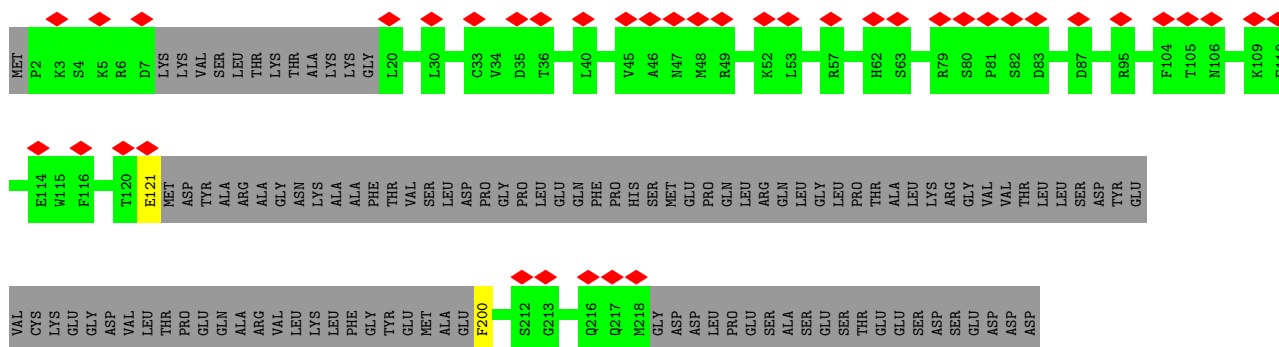 MET P2 K3 S4 K5 R6 D7 LYS LYS VAL SER LEU THR LYS THR ALA LYS LYS GLY L20 L30 C33 V34 D35 T36 L40 V45 A46 N47 M48 R49 K52 L53 R57 H62 S63 R79 S80 P81 S82 D83 D87 R95 F104 T105 N106 K109
E114 W115 F116 T120 E121 MET ASP TYR ALA ARG ALA GLY ASN LYS ALA ALA PHE THR VAL SER LEU ASP PRO GLY PRO LEU GLU GLN PHE PRO HIS SER MET GLU PRO GLN LEU ARG GLN LEU GLY LEU PRO THR ALA LEU LYS ARG GLY VAL VAL THR LEU LEU SER ASP TYR GLU
VAL CYS LYS GLU GLY ASP VAL LEU THR PRO GLU GLN ALA ARG VAL LEU LYS LEU PHE GLY TYR GLU MET ALA GLU F200 S212 G213 Q216 Q217 M218 GLY ASP ASP LEU PRO GLU SER ALA SER GLU SER THR GLU GLU SER ASP SER GLU ASP ASP ASP